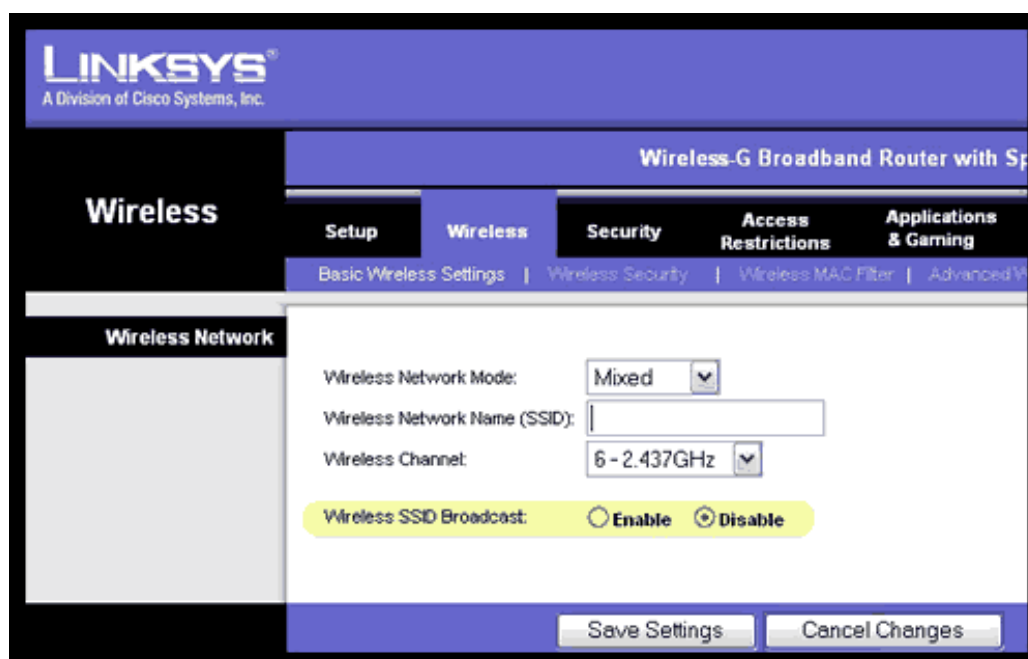 LINKSYS®
A Division of Cisco Systems, Inc.
Wireless-G Broadband Router with
Wireless
Setup Wireless Security Access Restrictions Applications & Gaming
Basic Wireless Settings | Wireless Security | Wireless MAC Filter | Advanced
Wireless Network
Wireless Network Mode: Mixed
Wireless Network Name (SSID):
Wireless Channel: 6 - 2.437GHz
Wireless SSID Broadcast: Enable Disable
Save Settings Cancel Changes